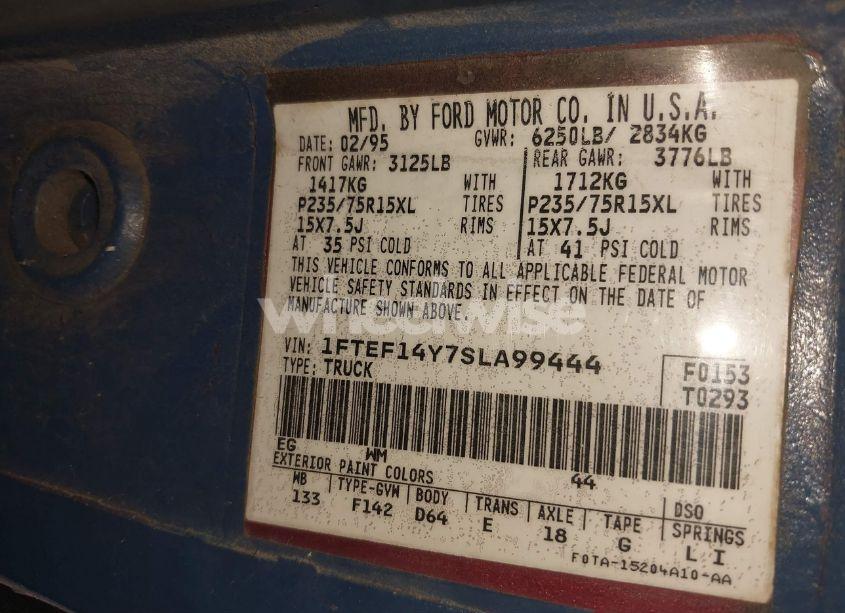 MFD. BY FORD MOTOR CO. IN U.S.A.
DATE: 02/95 GVWR: 6250LB/ 2834KG
FRONT GAWR: 3125LB REAR GAWR: 3776LB
1417KG WITH 1712KG WITH
P235/75R15XL TIRES P235/75R15XL TIRES
15X7.5J RIMS 15X7.5J RIMS
AT 35 PSI COLD AT 41 PSI COLD
THIS VEHICLE CONFORMS TO ALL APPLICABLE FEDERAL MOTOR
VEHICLE SAFETY STANDARDS IN EFFECT ON THE DATE OF
MANUFACTURE SHOWN ABOVE.
wheelwise
VIN: 1FTEF14Y7SLA99444
TYPE: TRUCK
F0153
T0293
EG WM 44
EXTERIOR PAINT COLORS DSO
WB TYPE-GVW BODY TRANS AXLE TAPE SPRINGS
133 F142 D64 E 18 G L I
F0TA-15204A10-AA